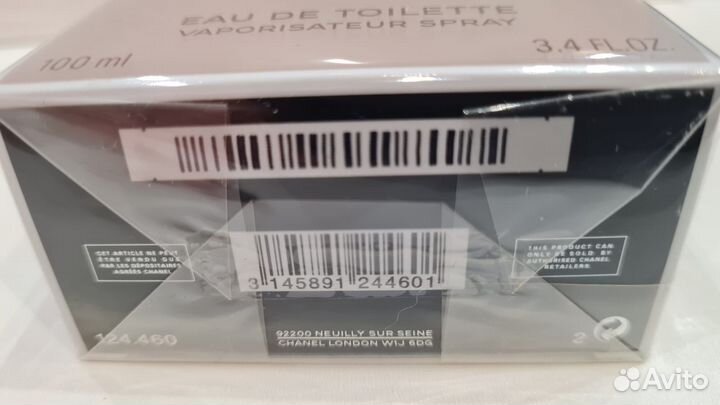 EAU DE TOILETTE
VAPORISATEUR SPRAY
100 ml
3.4 FL.OZ.
CET ARTICLE NE PEUT
ÊTRE VENDU QUE
PAR LES DÉPOSITAIRES
AGRÉÉS CHANEL
THIS PRODUCT CAN
ONLY BE SOLD BY
AUTHORISED CHANEL
RETAILERS.
3 145891 244601
124.460
92200 NEUILLY SUR SEINE
CHANEL LONDON W1J 6DG
2
Avito